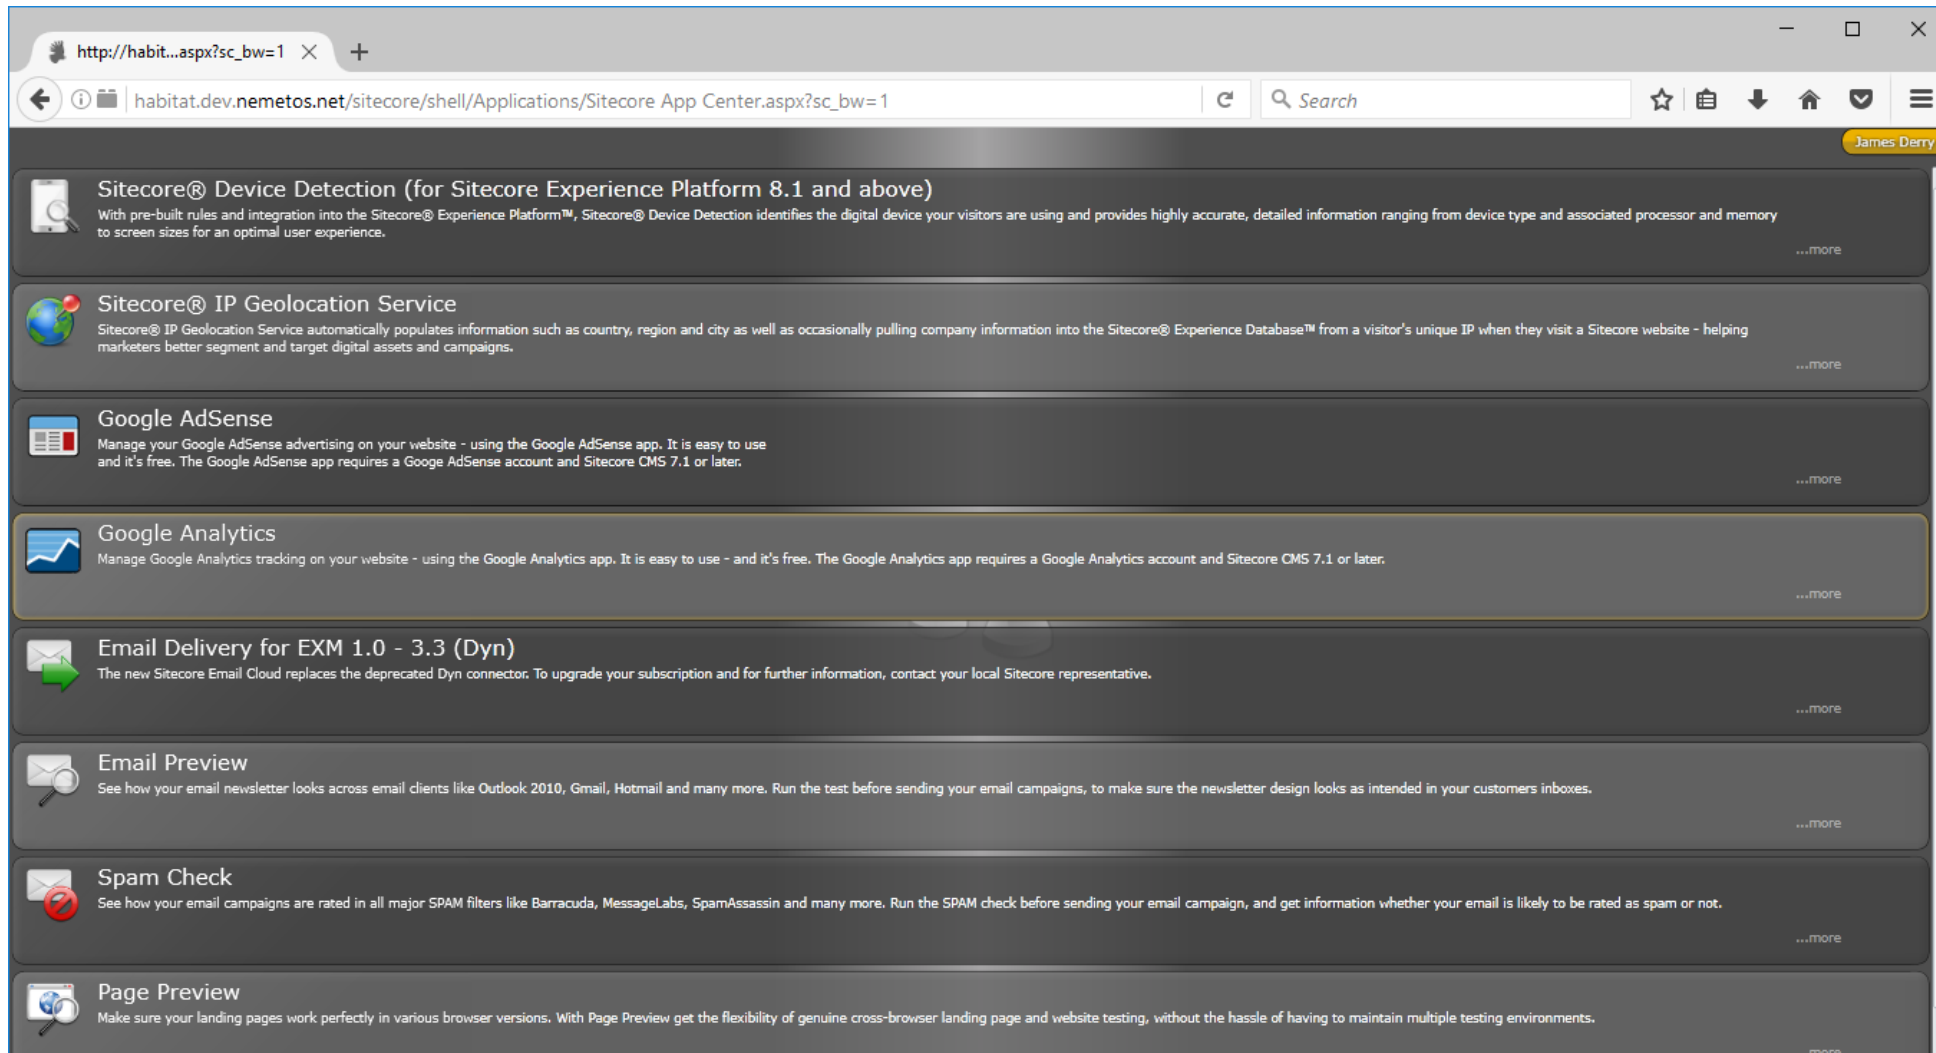 http://habit...aspx?sc_bw=1
habitat.dev.nemetos.net/sitecore/shell/Applications/Sitecore App Center.aspx?sc_bw=1
Search
James Derry
Sitecore® Device Detection (for Sitecore Experience Platform 8.1 and above)
With pre-built rules and integration into the Sitecore® Experience Platform™, Sitecore® Device Detection identifies the digital device your visitors are using and provides highly accurate, detailed information ranging from device type and associated processor and memory
to screen sizes for an optimal user experience.
...more
Sitecore® IP Geolocation Service
Sitecore® IP Geolocation Service automatically populates information such as country, region and city as well as occasionally pulling company information into the Sitecore® Experience Database™ from a visitor's unique IP when they visit a Sitecore website - helping
marketers better segment and target digital assets and campaigns.
...more
Google AdSense
Manage your Google AdSense advertising on your website - using the Google AdSense app. It is easy to use
and it's free. The Google AdSense app requires a Googe AdSense account and Sitecore CMS 7.1 or later.
...more
Google Analytics
Manage Google Analytics tracking on your website - using the Google Analytics app. It is easy to use - and it's free. The Google Analytics app requires a Google Analytics account and Sitecore CMS 7.1 or later.
...more
Email Delivery for EXM 1.0 - 3.3 (Dyn)
The new Sitecore Email Cloud replaces the deprecated Dyn connector. To upgrade your subscription and for further information, contact your local Sitecore representative.
...more
Email Preview
See how your email newsletter looks across email clients like Outlook 2010, Gmail, Hotmail and many more. Run the test before sending your email campaigns, to make sure the newsletter design looks as intended in your customers inboxes.
...more
Spam Check
See how your email campaigns are rated in all major SPAM filters like Barracuda, MessageLabs, SpamAssassin and many more. Run the SPAM check before sending your email campaign, and get information whether your email is likely to be rated as spam or not.
...more
Page Preview
Make sure your landing pages work perfectly in various browser versions. With Page Preview get the flexibility of genuine cross-browser landing page and website testing, without the hassle of having to maintain multiple testing environments.
...more